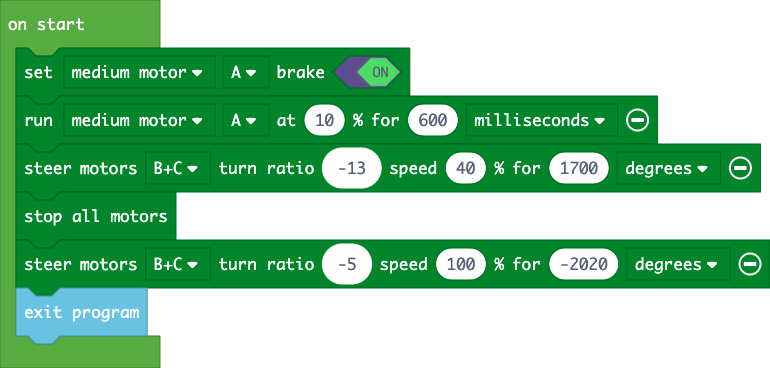 on start
set medium motor A brake ON
run medium motor A at 10 % for 600 milliseconds
steer motors B+C turn ratio -13 speed 40 % for 1700 degrees
stop all motors
steer motors B+C turn ratio -5 speed 100 % for -2020 degrees
exit program